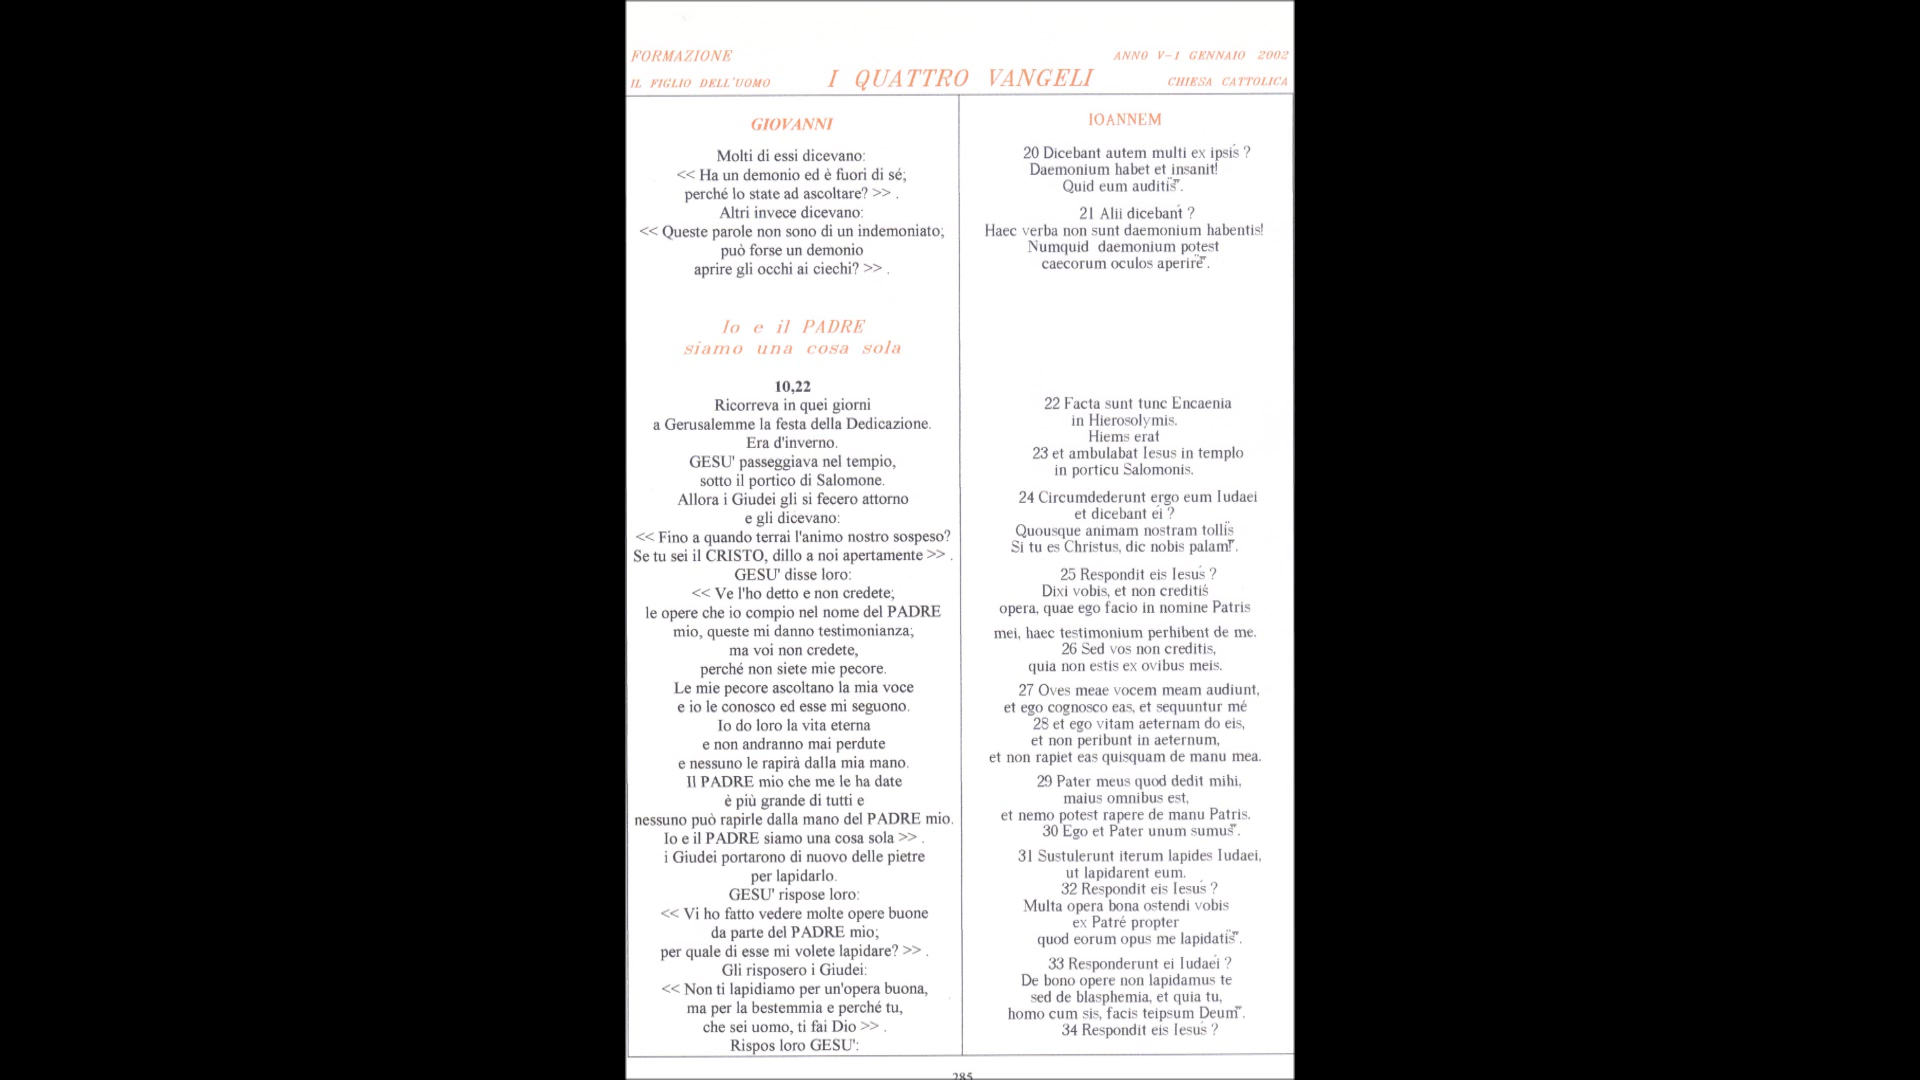 FORMAZIONE
ANNO V-1 GENNAIO 2002
IL FIGLIO DELL'UOMO
I QUATTRO VANGELI
CHIESA CATTOLICA
GIOVANNI
Molti di essi dicevano:
<< Ha un demonio ed è fuori di sé;
perché lo state ad ascoltare? >> .
Altri invece dicevano:
<< Queste parole non sono di un indemoniato;
può forse un demonio
aprire gli occhi ai ciechi? >> .
Io e il PADRE
siamo una cosa sola
10,22
Ricorreva in quei giorni
a Gerusalemme la festa della Dedicazione.
Era d'inverno.
GESU' passeggiava nel tempio,
sotto il portico di Salomone.
Allora i Giudei gli si fecero attorno
e gli dicevano:
<< Fino a quando terrai l'animo nostro sospeso?
Se tu sei il CRISTO, dillo a noi apertamente >> .
GESU' disse loro:
<< Ve l'ho detto e non credete;
le opere che io compio nel nome del PADRE
mio, queste mi danno testimonianza;
ma voi non credete,
perché non siete mie pecore.
Le mie pecore ascoltano la mia voce
e io le conosco ed esse mi seguono.
Io do loro la vita eterna
e non andranno mai perdute
e nessuno le rapirà dalla mia mano.
Il PADRE mio che me le ha date
è più grande di tutti e
nessuno può rapirle dalla mano del PADRE mio.
Io e il PADRE siamo una cosa sola >> .
i Giudei portarono di nuovo delle pietre
per lapidarlo.
GESU' rispose loro:
<< Vi ho fatto vedere molte opere buone
da parte del PADRE mio;
per quale di esse mi volete lapidare? >> .
Gli risposero i Giudei:
<< Non ti lapidiamo per un'opera buona,
ma per la bestemmia e perché tu,
che sei uomo, ti fai Dio >> .
Rispos loro GESU':
IOANNEM
20 Dicebant autem multi ex ipsiś ?
Daemonium habet et insanit!
Quid eum auditis̈‟.
21 Alii dicebant́ ?
Haec verba non sunt daemonium habentis!
Numquid daemonium potest
caecorum oculos aperirë‟.
22 Facta sunt tunc Encaenia
in Hierosolymis.
Hiems erat
23 et ambulabat Iesus in templo
in porticu Salomonis.
24 Circumdederunt ergo eum Iudaei
et dicebant eí ?
Quousque animam nostram tollis̈
Si tu es Christus, dic nobis palam‟.
25 Respondit eis Iesuś ?
Dixi vobis, et non creditiś
opera, quae ego facio in nomine Patris
mei, haec testimonium perhibent de me.
26 Sed vos non creditis,
quia non estis ex ovibus meis.
27 Oves meae vocem meam audiunt,
et ego cognosco eas, et sequuntur mé
28 et ego vitam aeternam do eis,
et non peribunt in aeternum,
et non rapiet eas quisquam de manu mea.
29 Pater meus quod dedit mihi,
maius omnibus est,
et nemo potest rapere de manu Patris.
30 Ego et Pater unum sumus‟.
31 Sustulerunt iterum lapides Iudaei,
ut lapidarent eum.
32 Respondit eis Iesuś ?
Multa opera bona ostendi vobis
ex Patré propter
quod eorum opus me lapidatis̈‟.
33 Responderunt ei Iudaeí ?
De bono opere non lapidamus te
sed de blasphemia, et quia tu,
homo cum sis, facis teipsum Deum‟.
34 Respondit eis Iesuś ?
285